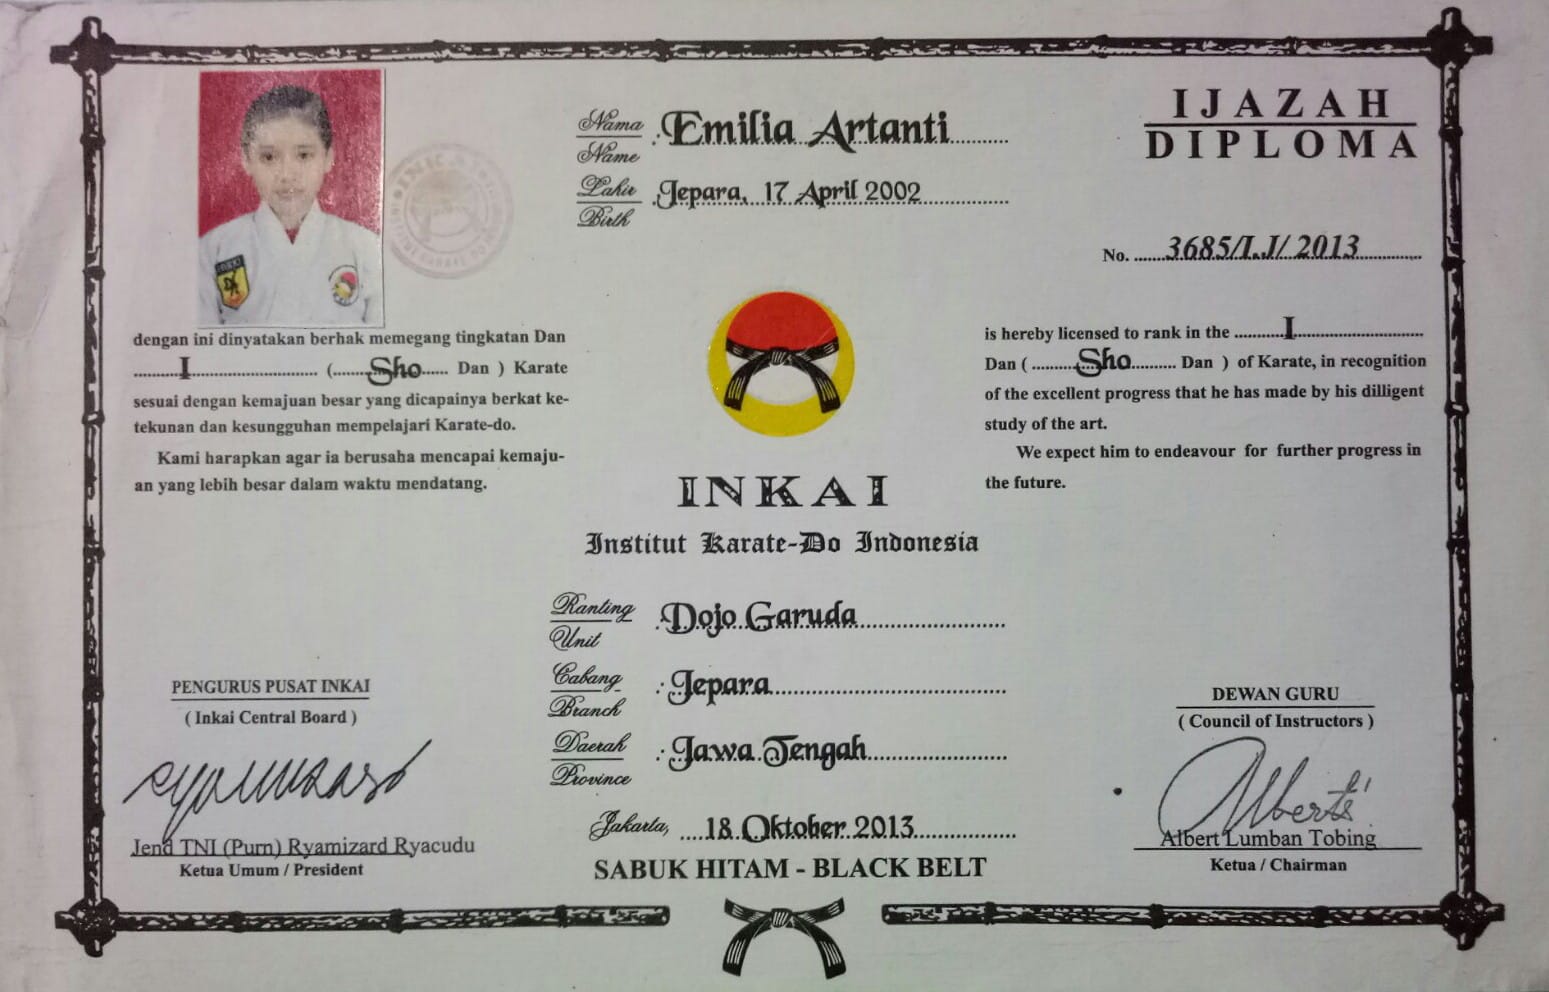 IJAZAH
DIPLOMA
No. 3685/I.J/ 2013
Nama
Name
: Emilia Artanti
Lahir
Birth
: Jepara, 17 April 2002
dengan ini dinyatakan berhak memegang tingkatan Dan
I ( Sho Dan ) Karate
sesuai dengan kemajuan besar yang dicapainya berkat ke-
tekunan dan kesungguhan mempelajari Karate-do.
Kami harapkan agar ia berusaha mencapai kemaju-
an yang lebih besar dalam waktu mendatang.
is hereby licensed to rank in the I
Dan ( Sho Dan ) of Karate, in recognition
of the excellent progress that he has made by his dilligent
study of the art.
We expect him to endeavour for further progress in
the future.
INKAI
Institut Karate-Do Indonesia
Ranting
Unit
: Dojo Garuda
Cabang
Branch
: Jepara
Daerah
Province
: Jawa Tengah
Jakarta, 18 Oktober 2013
SABUK HITAM - BLACK BELT
PENGURUS PUSAT INKAI
( Inkai Central Board )
Jend TNI (Purn) Ryamizard Ryacudu
Ketua Umum / President
DEWAN GURU
( Council of Instructors )
Albert Lumban Tobing
Ketua / Chairman